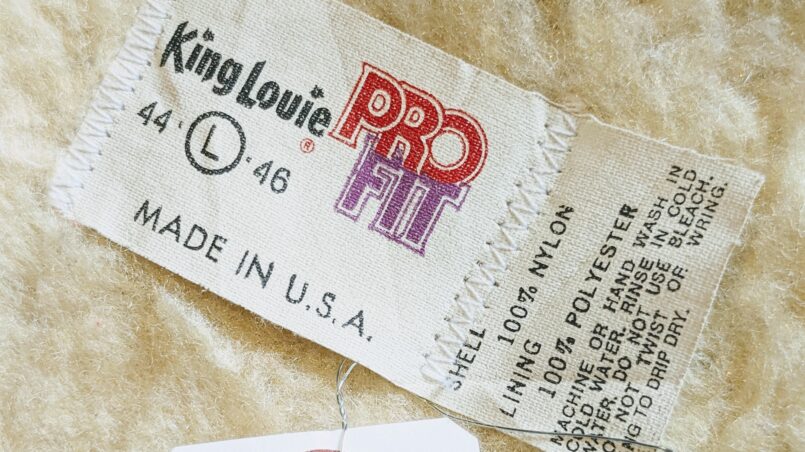 King Louie
®
PRO
FIT
44 · L · 46
MADE IN U.S.A.
SHELL
100% NYLON
LINING
100% POLYESTER
MACHINE OR HAND WASH IN
COLD WATER, RINSE IN COLD
WATER. DO NOT USE BLEACH.
DO NOT TWIST OR WRING.
TO DRIP DRY.